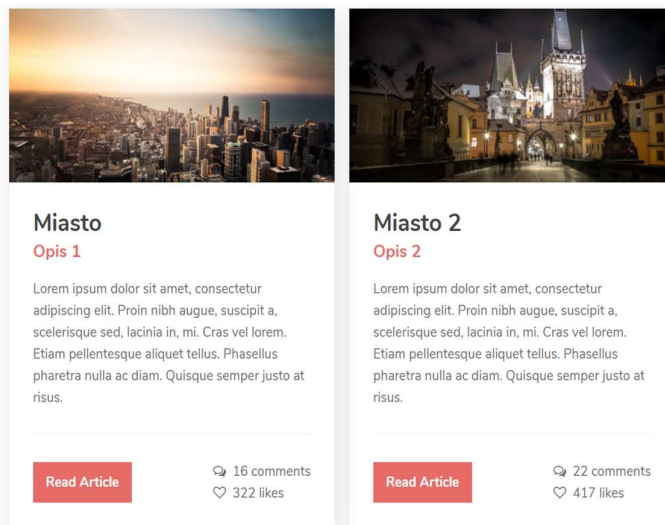 Miasto
Opis 1
Lorem ipsum dolor sit amet, consectetur
adipiscing elit. Proin nibh augue, suscipit a,
scelerisque sed, lacinia in, mi. Cras vel lorem.
Etiam pellentesque aliquet tellus. Phasellus
pharetra nulla ac diam. Quisque semper justo at
risus.
Read Article
16 comments
322 likes
Miasto 2
Opis 2
Lorem ipsum dolor sit amet, consectetur
adipiscing elit. Proin nibh augue, suscipit a,
scelerisque sed, lacinia in, mi. Cras vel lorem.
Etiam pellentesque aliquet tellus. Phasellus
pharetra nulla ac diam. Quisque semper justo at
risus.
Read Article
22 comments
417 likes